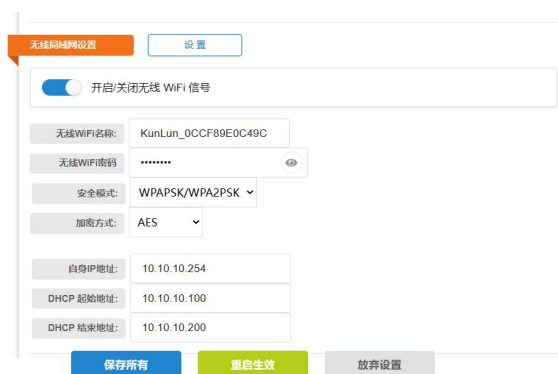 无线局域网设置
设 置
开启/关闭无线 WiFi 信号
无线WiFi名称: KunLun_0CCF89E0C49C
无线WiFi密码 ••••••••
安全模式: WPAPSK/WPA2PSK
加密方式: AES
自身IP地址: 10.10.10.254
DHCP 起始地址: 10.10.10.100
DHCP 结束地址: 10.10.10.200
保存所有 重启生效 放弃设置